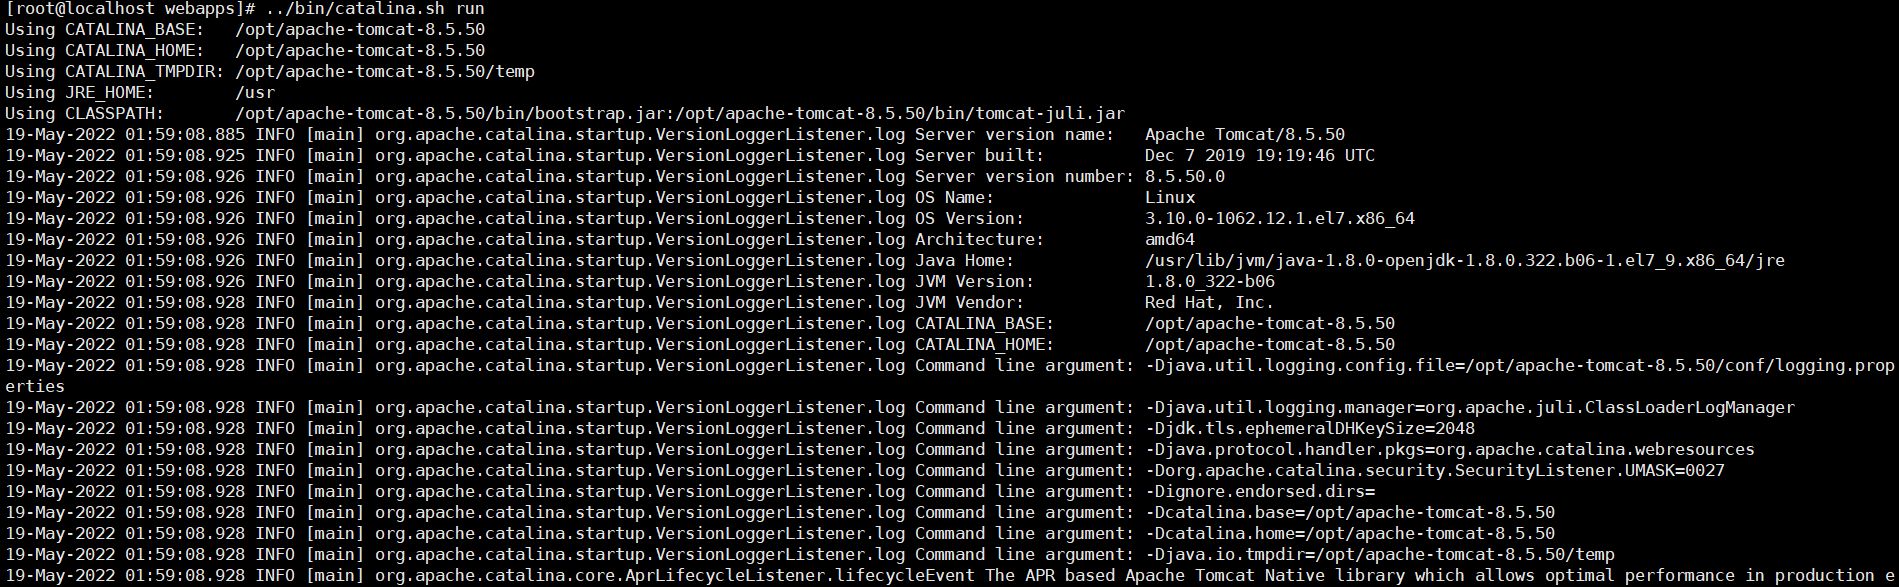 [root@localhost webapps]# ../bin/catalina.sh run
Using CATALINA_BASE:   /opt/apache-tomcat-8.5.50
Using CATALINA_HOME:   /opt/apache-tomcat-8.5.50
Using CATALINA_TMPDIR: /opt/apache-tomcat-8.5.50/temp
Using JRE_HOME:        /usr
Using CLASSPATH:       /opt/apache-tomcat-8.5.50/bin/bootstrap.jar:/opt/apache-tomcat-8.5.50/bin/tomcat-juli.jar
19-May-2022 01:59:08.885 INFO [main] org.apache.catalina.startup.VersionLoggerListener.log Server version name:   Apache Tomcat/8.5.50
19-May-2022 01:59:08.925 INFO [main] org.apache.catalina.startup.VersionLoggerListener.log Server built:          Dec 7 2019 19:19:46 UTC
19-May-2022 01:59:08.926 INFO [main] org.apache.catalina.startup.VersionLoggerListener.log Server version number: 8.5.50.0
19-May-2022 01:59:08.926 INFO [main] org.apache.catalina.startup.VersionLoggerListener.log OS Name:               Linux
19-May-2022 01:59:08.926 INFO [main] org.apache.catalina.startup.VersionLoggerListener.log OS Version:            3.10.0-1062.12.1.el7.x86_64
19-May-2022 01:59:08.926 INFO [main] org.apache.catalina.startup.VersionLoggerListener.log Architecture:          amd64
19-May-2022 01:59:08.926 INFO [main] org.apache.catalina.startup.VersionLoggerListener.log Java Home:             /usr/lib/jvm/java-1.8.0-openjdk-1.8.0.322.b06-1.el7_9.x86_64/jre
19-May-2022 01:59:08.926 INFO [main] org.apache.catalina.startup.VersionLoggerListener.log JVM Version:           1.8.0_322-b06
19-May-2022 01:59:08.928 INFO [main] org.apache.catalina.startup.VersionLoggerListener.log JVM Vendor:            Red Hat, Inc.
19-May-2022 01:59:08.928 INFO [main] org.apache.catalina.startup.VersionLoggerListener.log CATALINA_BASE:         /opt/apache-tomcat-8.5.50
19-May-2022 01:59:08.928 INFO [main] org.apache.catalina.startup.VersionLoggerListener.log CATALINA_HOME:         /opt/apache-tomcat-8.5.50
19-May-2022 01:59:08.928 INFO [main] org.apache.catalina.startup.VersionLoggerListener.log Command line argument: -Djava.util.logging.config.file=/opt/apache-tomcat-8.5.50/conf/logging.prop
erties
19-May-2022 01:59:08.928 INFO [main] org.apache.catalina.startup.VersionLoggerListener.log Command line argument: -Djava.util.logging.manager=org.apache.juli.ClassLoaderLogManager
19-May-2022 01:59:08.928 INFO [main] org.apache.catalina.startup.VersionLoggerListener.log Command line argument: -Djdk.tls.ephemeralDHKeySize=2048
19-May-2022 01:59:08.928 INFO [main] org.apache.catalina.startup.VersionLoggerListener.log Command line argument: -Djava.protocol.handler.pkgs=org.apache.catalina.webresources
19-May-2022 01:59:08.928 INFO [main] org.apache.catalina.startup.VersionLoggerListener.log Command line argument: -Dorg.apache.catalina.security.SecurityListener.UMASK=0027
19-May-2022 01:59:08.928 INFO [main] org.apache.catalina.startup.VersionLoggerListener.log Command line argument: -Dignore.endorsed.dirs=
19-May-2022 01:59:08.928 INFO [main] org.apache.catalina.startup.VersionLoggerListener.log Command line argument: -Dcatalina.base=/opt/apache-tomcat-8.5.50
19-May-2022 01:59:08.928 INFO [main] org.apache.catalina.startup.VersionLoggerListener.log Command line argument: -Dcatalina.home=/opt/apache-tomcat-8.5.50
19-May-2022 01:59:08.928 INFO [main] org.apache.catalina.startup.VersionLoggerListener.log Command line argument: -Djava.io.tmpdir=/opt/apache-tomcat-8.5.50/temp
19-May-2022 01:59:08.928 INFO [main] org.apache.catalina.core.AprLifecycleListener.lifecycleEvent The APR based Apache Tomcat Native library which allows optimal performance in production e